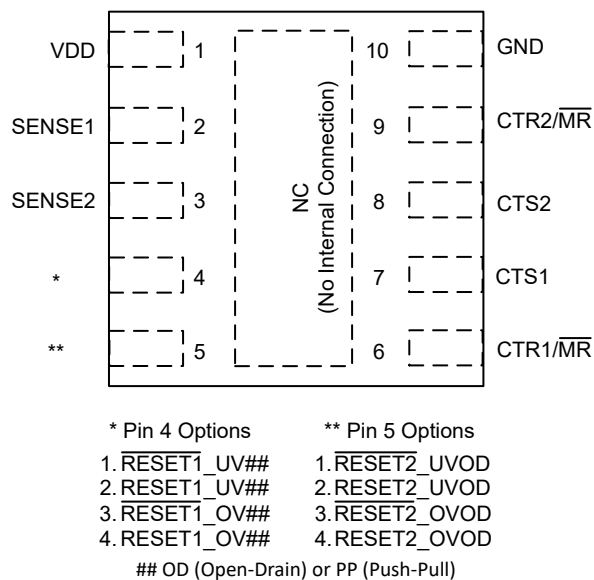 VDD 1 10 GND
SENSE1 2 9 CTR2/MR
SENSE2 3 8 CTS2
* 4 7 CTS1
** 5 6 CTR1/MR
NC
(No Internal Connection)
* Pin 4 Options ** Pin 5 Options
1. RESET1_UV## 1. RESET2_UVOD
2. RESET1_UV## 2. RESET2_UVOD
3. RESET1_OV## 3. RESET2_OVOD
4. RESET1_OV## 4. RESET2_OVOD
## OD (Open-Drain) or PP (Push-Pull)